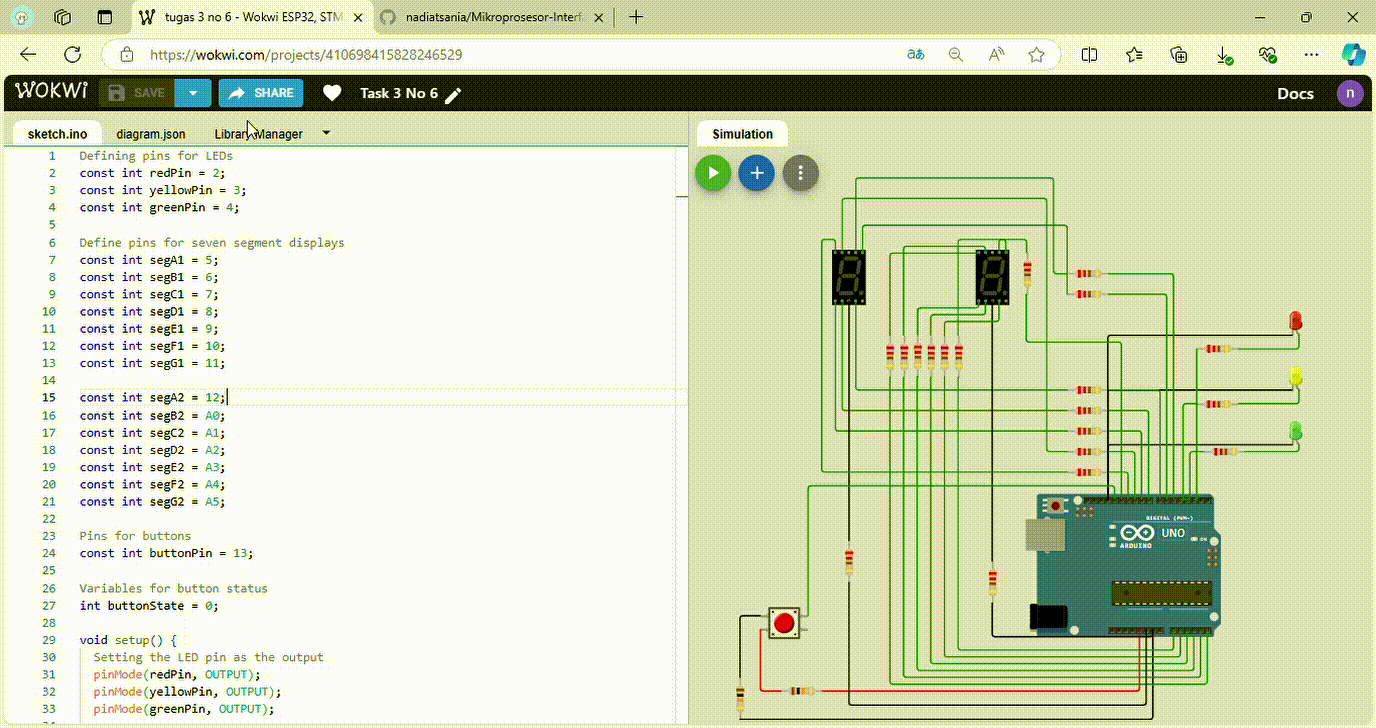 tugas 3 no 6 - Wokwi ESP32, STM
nadiatsania/Mikroprosesor-Interf
https://wokwi.com/projects/410698415828246529
WOKWi
SAVE
SHARE
Task 3 No 6
Docs
n
sketch.ino
diagram.json
Library Manager
Simulation
1 Defining pins for LEDs
2 const int redPin = 2;
3 const int yellowPin = 3;
4 const int greenPin = 4;
5
6 Define pins for seven segment displays
7 const int segA1 = 5;
8 const int segB1 = 6;
9 const int segC1 = 7;
10 const int segD1 = 8;
11 const int segE1 = 9;
12 const int segF1 = 10;
13 const int segG1 = 11;
14
15 const int segA2 = 12;
16 const int segB2 = A0;
17 const int segC2 = A1;
18 const int segD2 = A2;
19 const int segE2 = A3;
20 const int segF2 = A4;
21 const int segG2 = A5;
22
23 Pins for buttons
24 const int buttonPin = 13;
25
26 Variables for button status
27 int buttonState = 0;
28
29 void setup() {
30 Setting the LED pin as the output
31 pinMode(redPin, OUTPUT);
32 pinMode(yellowPin, OUTPUT);
33 pinMode(greenPin, OUTPUT);
DIGITAL (PWM~)
UNO
ARDUINO